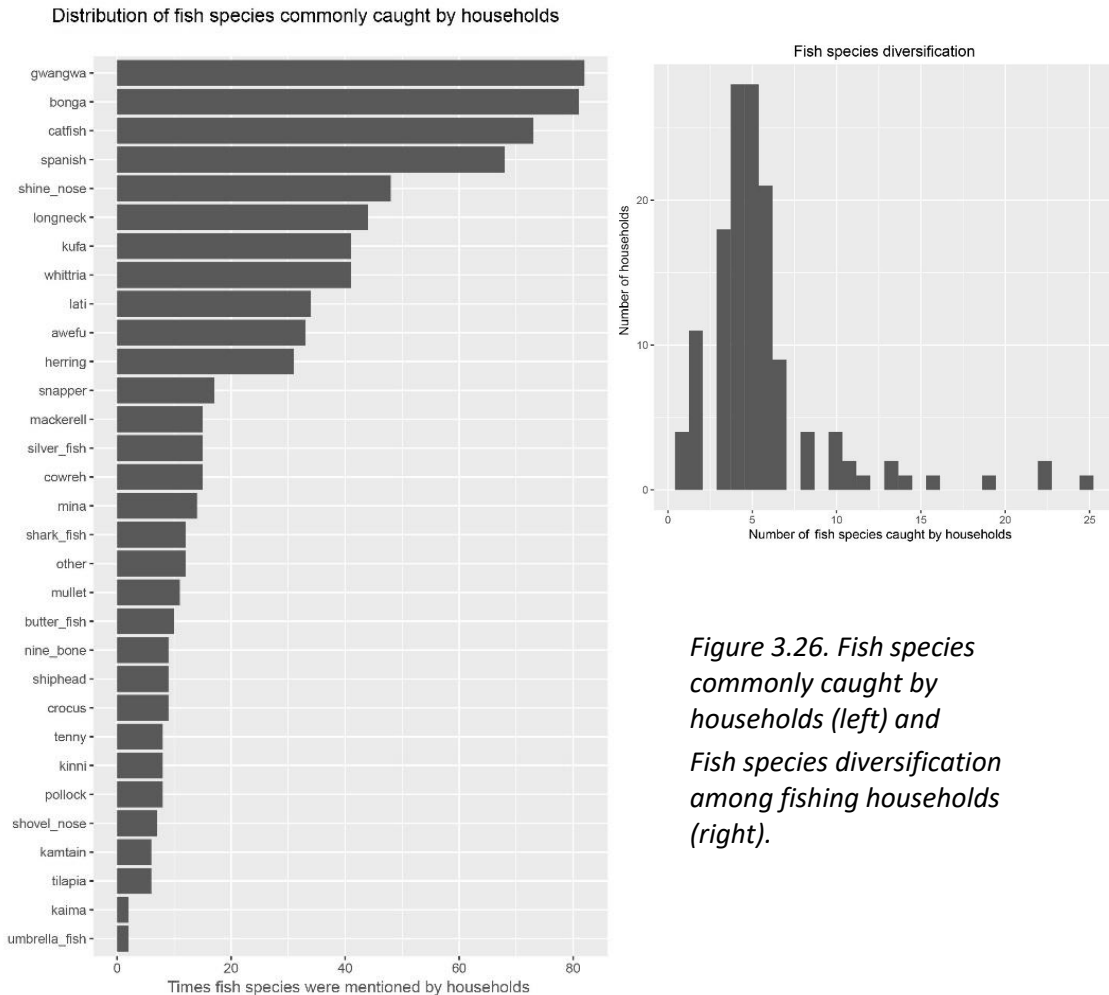 Distribution of fish species commonly caught by households
gwangwa
bonga
catfish
spanish
shine_nose
longneck
kufa
whittria
lati
awefu
herring
snapper
mackerell
silver_fish
cowreh
mina
shark_fish
other
mullet
butter_fish
nine_bone
shiphead
crocus
tenny
kinni
pollock
shovel_nose
kamtain
tilapia
kaima
umbrella_fish
0 20 40 60 80
Times fish species were mentioned by households
Fish species diversification
Number of households
20
10
0
0 5 10 15 20 25
Number of fish species caught by households
Figure 3.26. Fish species
commonly caught by
households (left) and
Fish species diversification
among fishing households
(right).